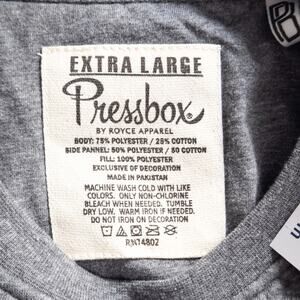 EXTRA LARGE
Pressbox®
BY ROYCE APPAREL
BODY: 75% POLYESTER / 25% COTTON
SIDE PANNEL: 50% POLYESTER / 50 COTTON
FILL: 100% POLYESTER
EXCLUSIVE OF DECORATION
MADE IN PAKISTAN
MACHINE WASH COLD WITH LIKE
COLORS. ONLY NON-CHLORINE
BLEACH WHEN NEEDED. TUMBLE
DRY LOW. WARM IRON IF NEEDED.
DO NOT IRON ON DECORATION
RN74802